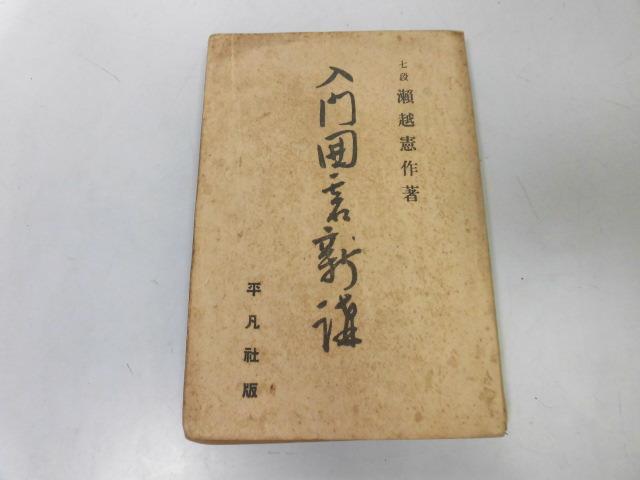 七段 瀬越憲作著
入門囲碁新講
平凡社版